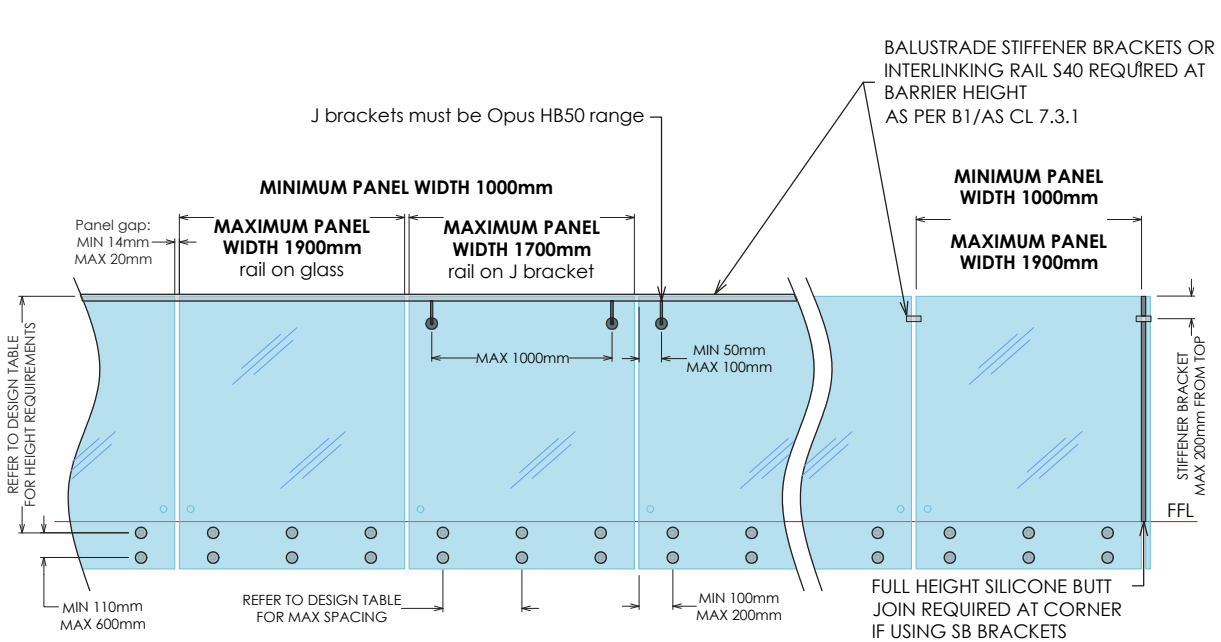 BALUSTRADE STIFFENER BRACKETS OR
INTERLINKING RAIL S40 REQUIRED AT
BARRIER HEIGHT
AS PER B1/AS CL 7.3.1
J brackets must be Opus HB50 range
MINIMUM PANEL WIDTH 1000mm
MINIMUM PANEL
WIDTH 1000mm
Panel gap:
MIN 14mm
MAX 20mm
MAXIMUM PANEL
WIDTH 1900mm
rail on glass
MAXIMUM PANEL
WIDTH 1700mm
rail on J bracket
MAXIMUM PANEL
WIDTH 1900mm
REFER TO DESIGN TABLE
FOR HEIGHT REQUIREMENTS
MAX 1000mm
MIN 50mm
MAX 100mm
STIFFENER BRACKET
MAX 200mm FROM TOP
FFL
MIN 110mm
MAX 600mm
REFER TO DESIGN TABLE
FOR MAX SPACING
MIN 100mm
MAX 200mm
FULL HEIGHT SILICONE BUTT
JOIN REQUIRED AT CORNER
IF USING SB BRACKETS